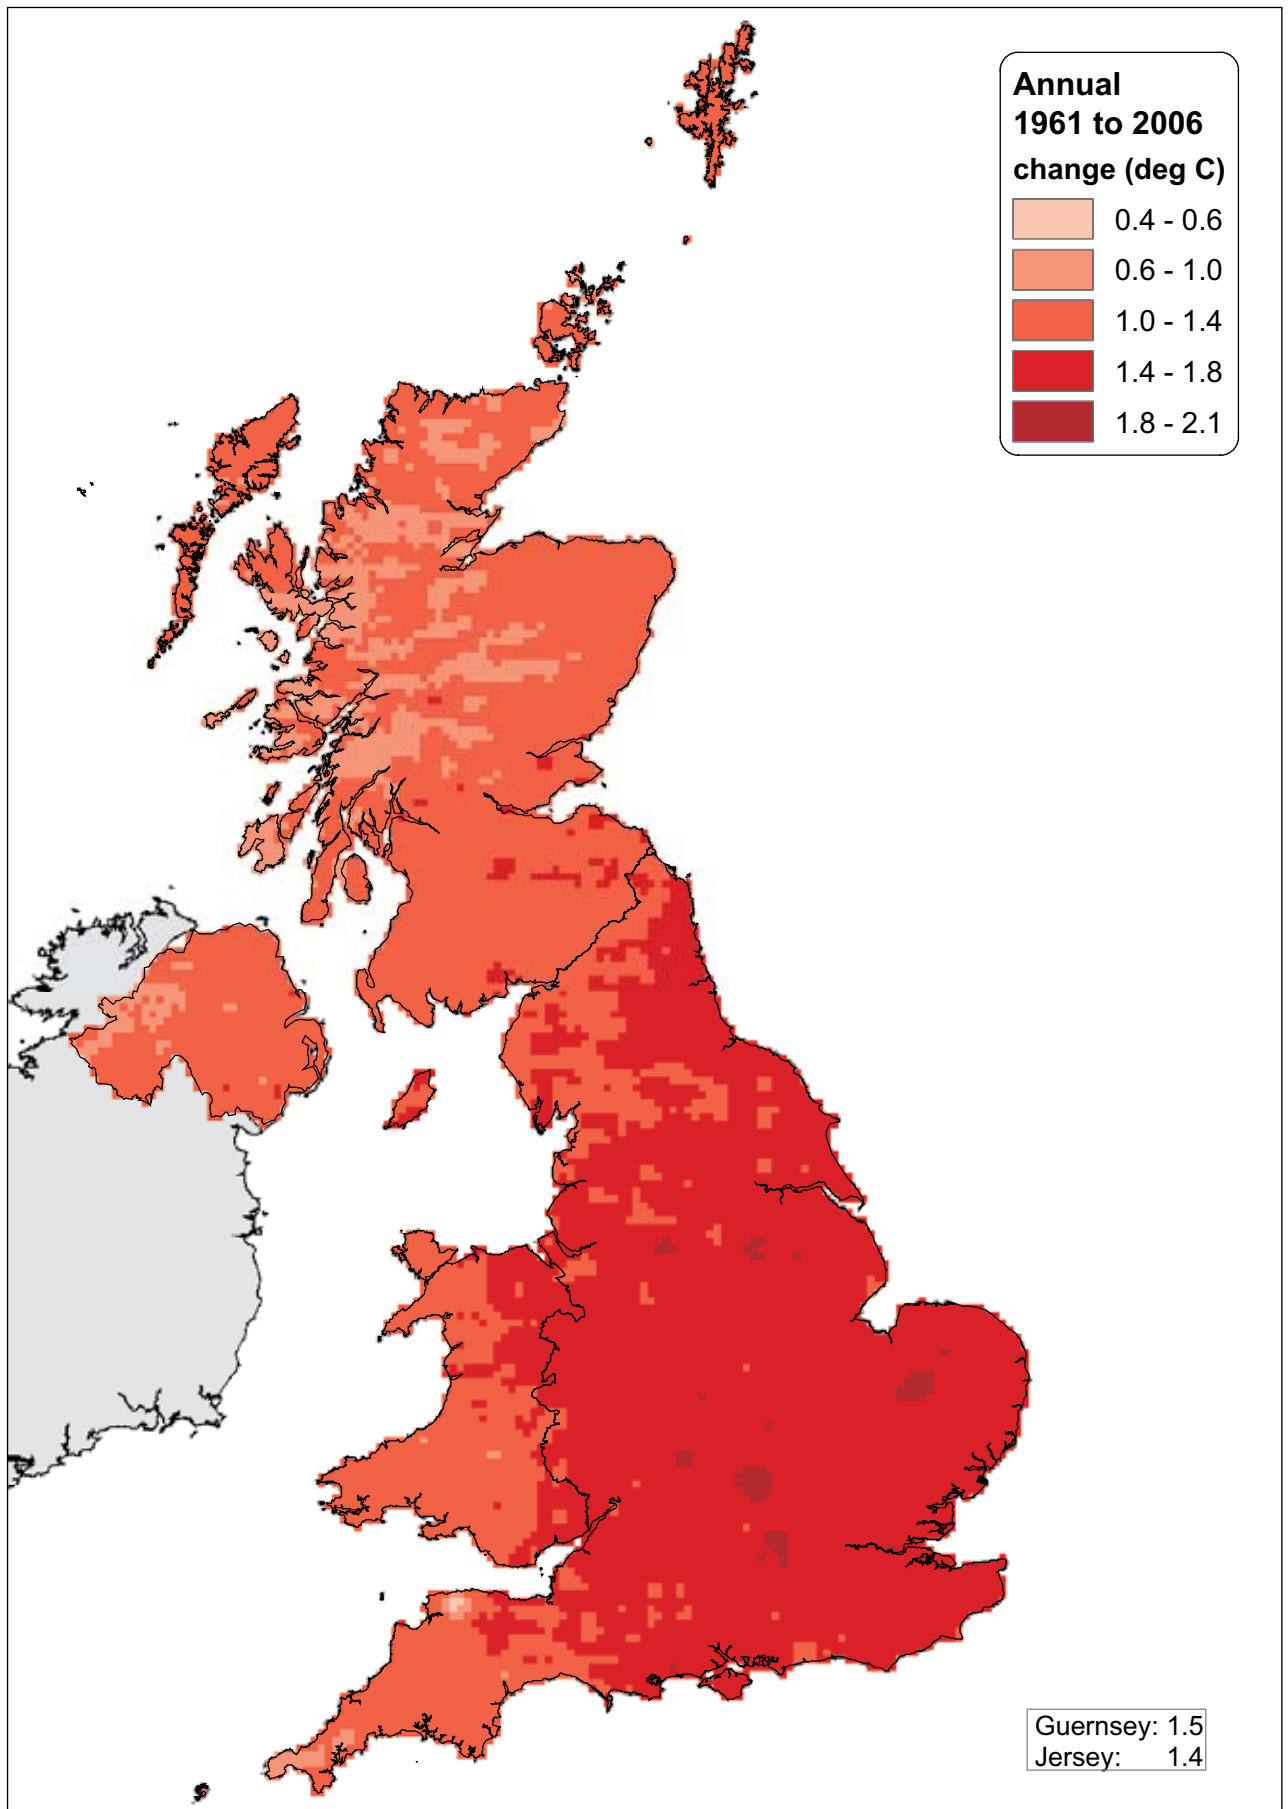 Annual
1961 to 2006
change (deg C)
0.4 - 0.6
0.6 - 1.0
1.0 - 1.4
1.4 - 1.8
1.8 - 2.1
Guernsey: 1.5
Jersey: 1.4